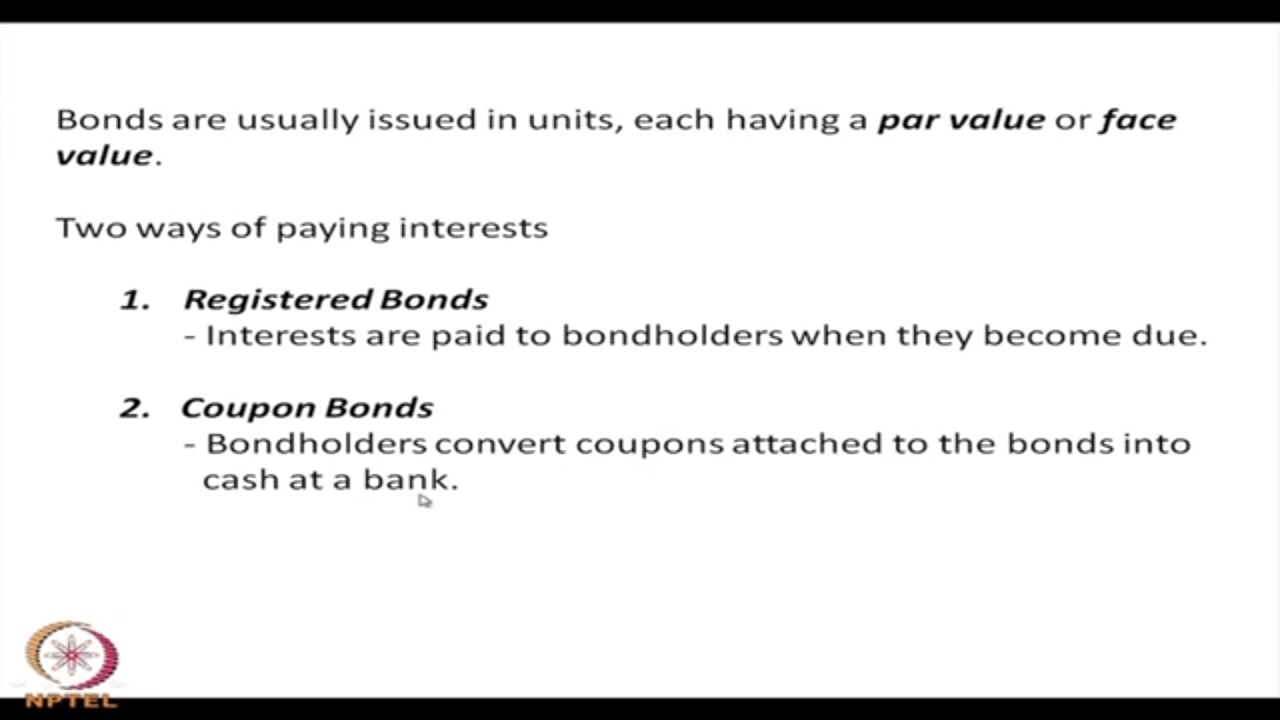 Bonds are usually issued in units, each having a par value or face
value.
Two ways of paying interests
1. Registered Bonds
- Interests are paid to bondholders when they become due.
2. Coupon Bonds
- Bondholders convert coupons attached to the bonds into
cash at a bank.
NPTEL